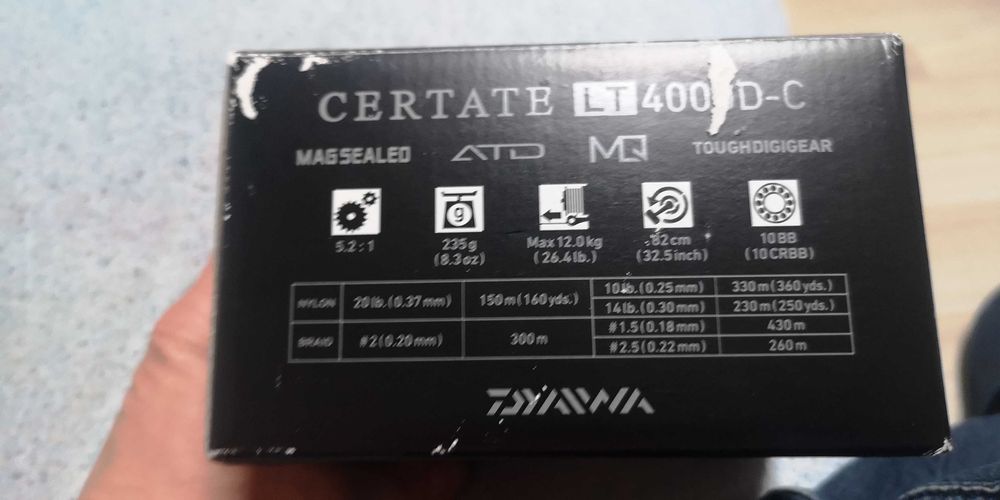 CERTATE LT 4000D-C
MAGSEALED ATD MQ TOUGHDIGIGEAR
g
5.2:1 235g (8.3oz) Max 12.0kg (26.4lb.) 82cm (32.5inch) 10BB (10CRBB)
NYLON 20lb.(0.37mm) 150m(160yds.) 10lb.(0.25mm) 330m(360yds.)
14lb.(0.30mm) 230m(250yds.)
BRAID #2(0.20mm) 300m #1.5(0.18mm) 430m
#2.5(0.22mm) 260m
DAIWA